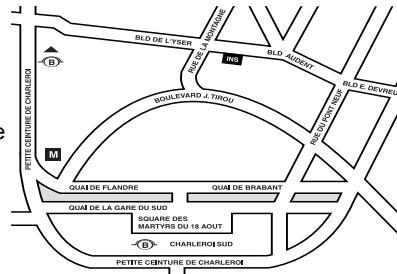 BLD DE L'YSER
RUE DE LA MONTAGNE
INS
BLD AUDENT
BLD E. DEVREU
B
PETITE CEINTURE DE CHARLEROI
BOULEVARD J. TIROU
RUE DU PONT NEUF
e
M
QUAI DE FLANDRE
QUAI DE BRABANT
QUAI DE LA GARE DU SUD
SQUARE DES
MARTYRS DU 18 AOUT
B
CHARLEROI SUD
PETITE CEINTURE DE CHARLEROI